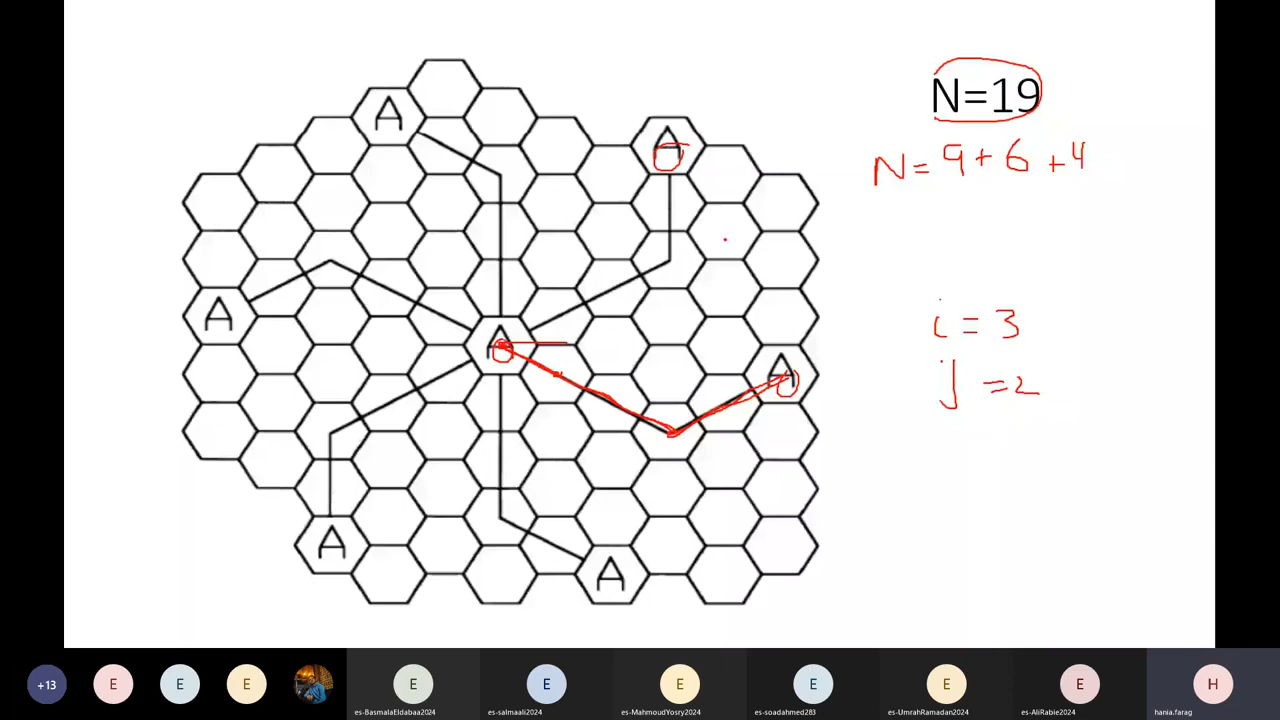 A
A
N=19
N = 9 + 6 + 4
A
i = 3
A
A
j = 2
A
A
+13
E
E
E
E
E
E
E
E
E
H
es-BasmalaEldabaa2024
es-salmaali2024
es-MahmoudYosry2024
es-soadahmed283
es-UmrahRamadan2024
es-AliRabie2024
hania.farag